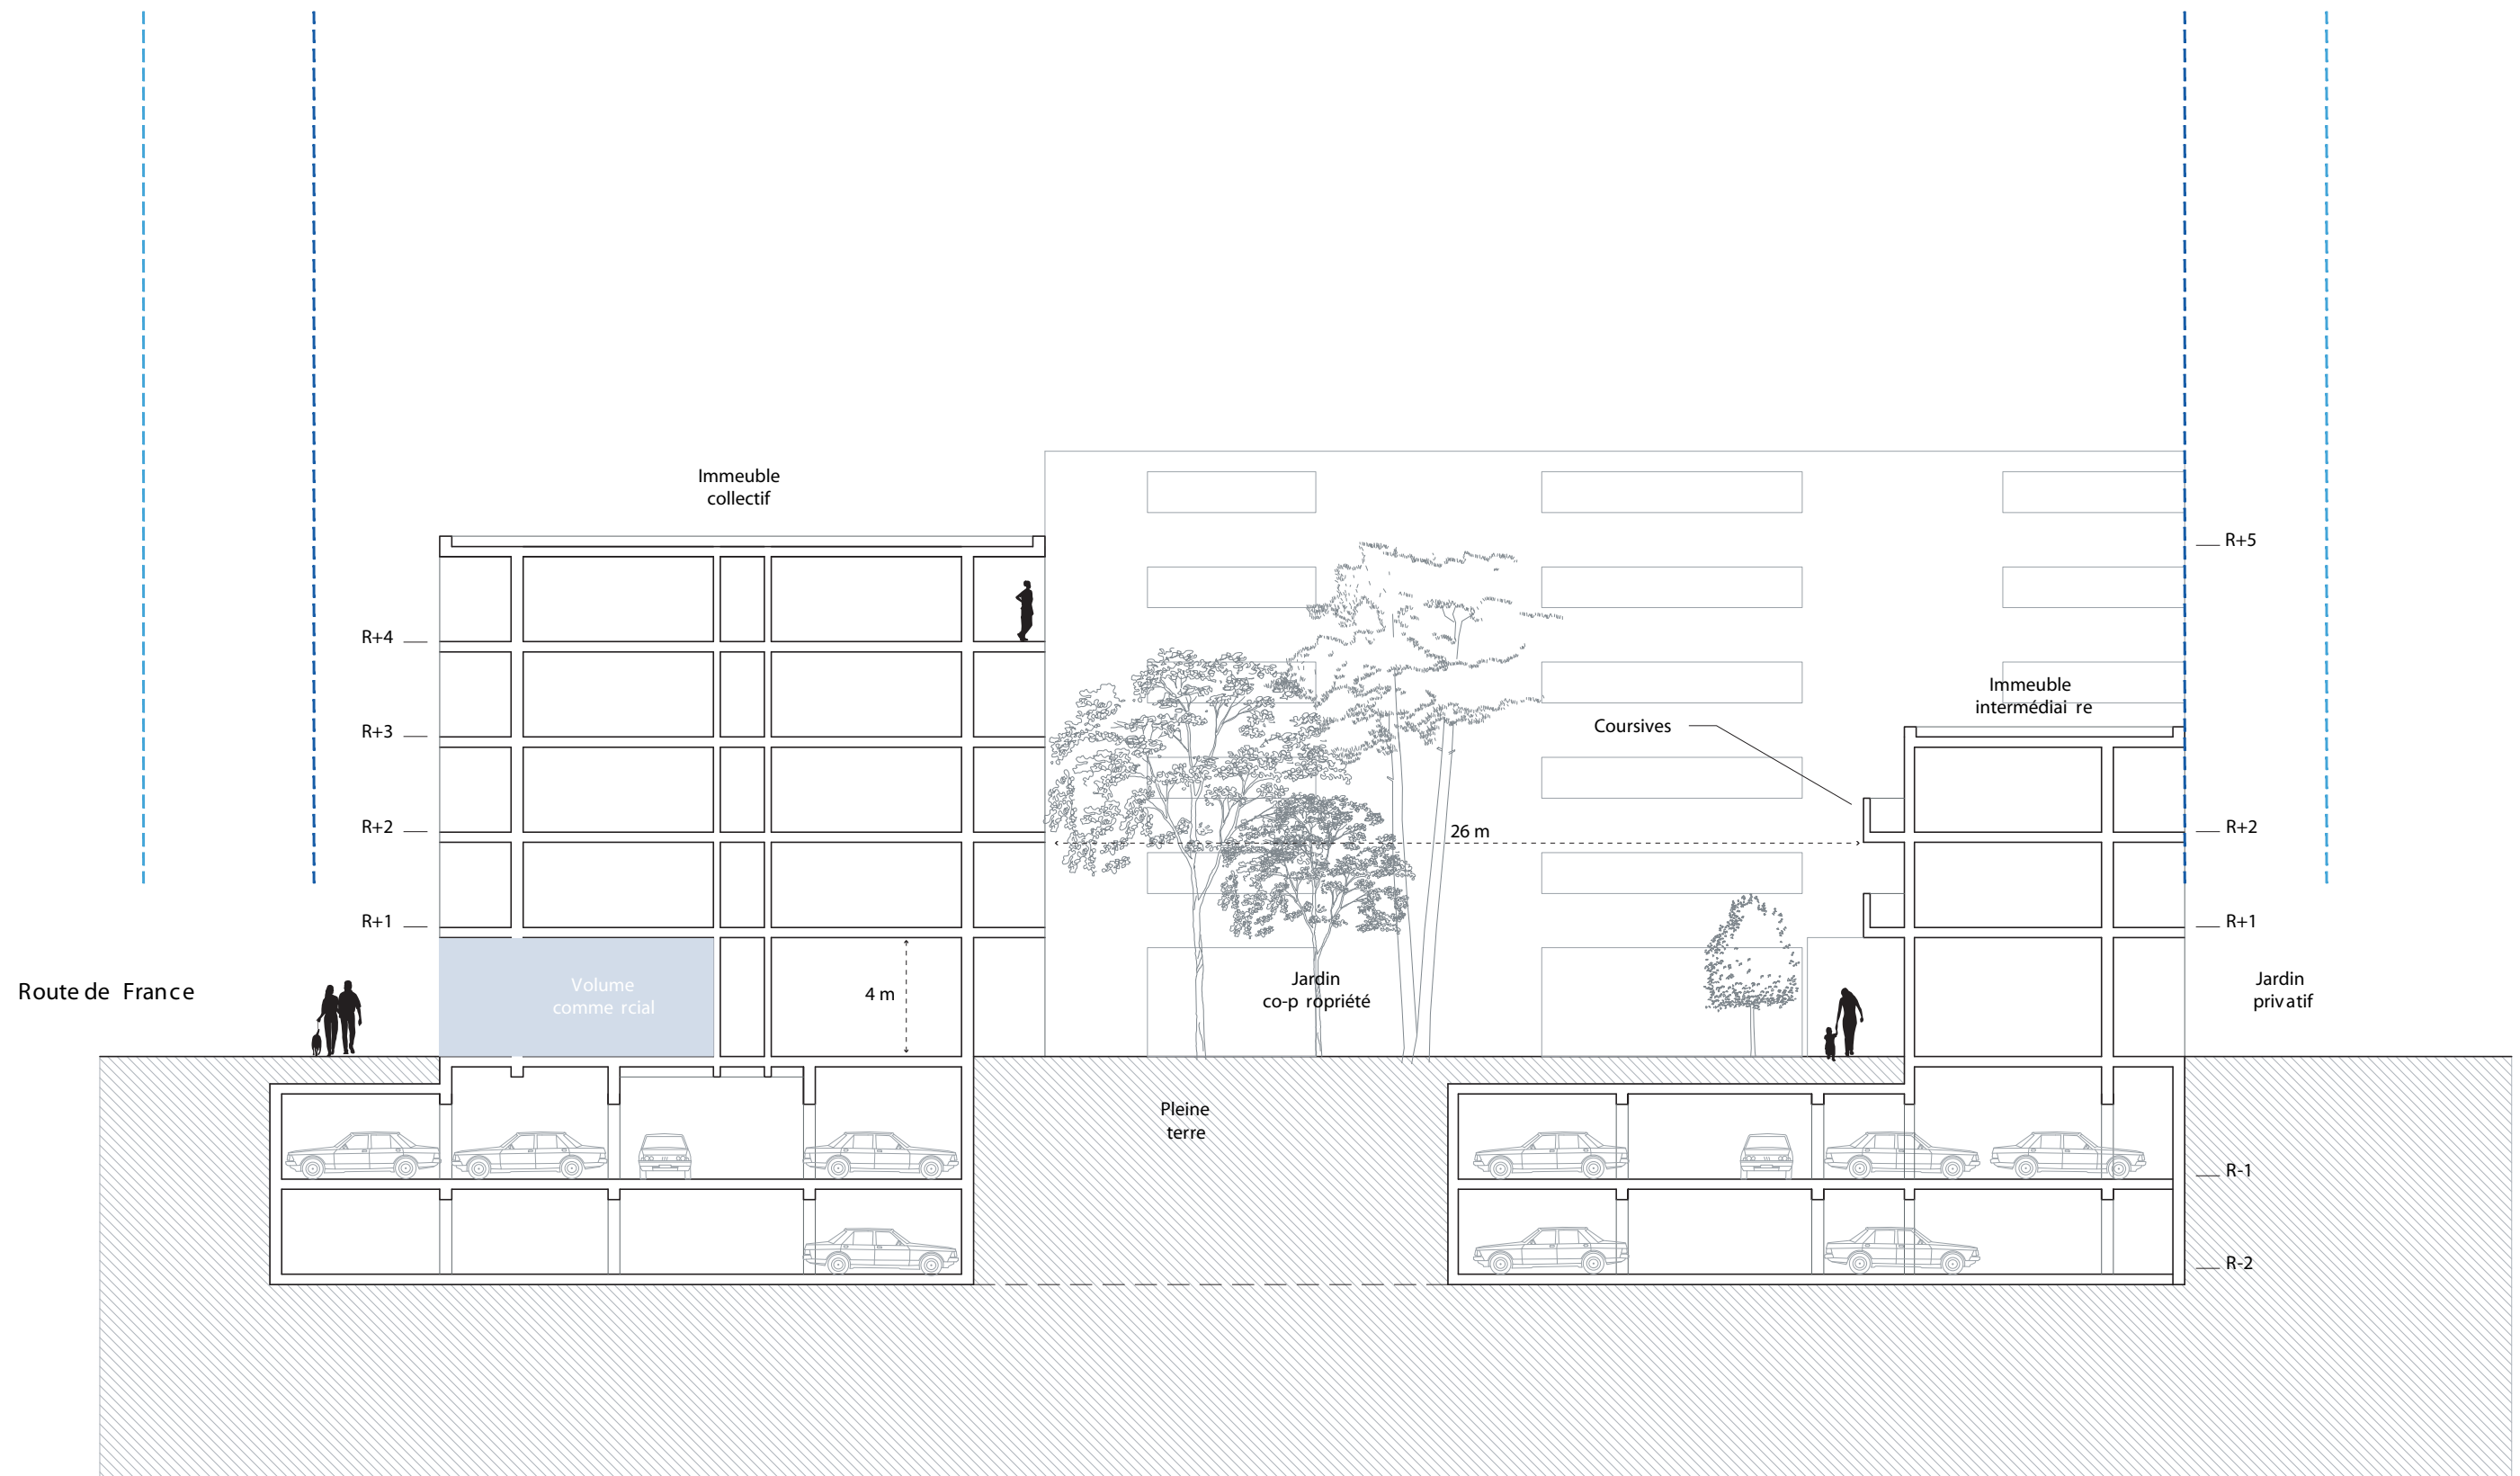 Immeuble
collectif
R+5
R+4
Immeuble
intermédiai re
R+3
Coursives
R+2
26 m
R+2
R+1
R+1
Route de France
Volume
comme rcial
4 m
Jardin
co-p ropriété
Jardin
privatif
Pleine
terre
R-1
R-2